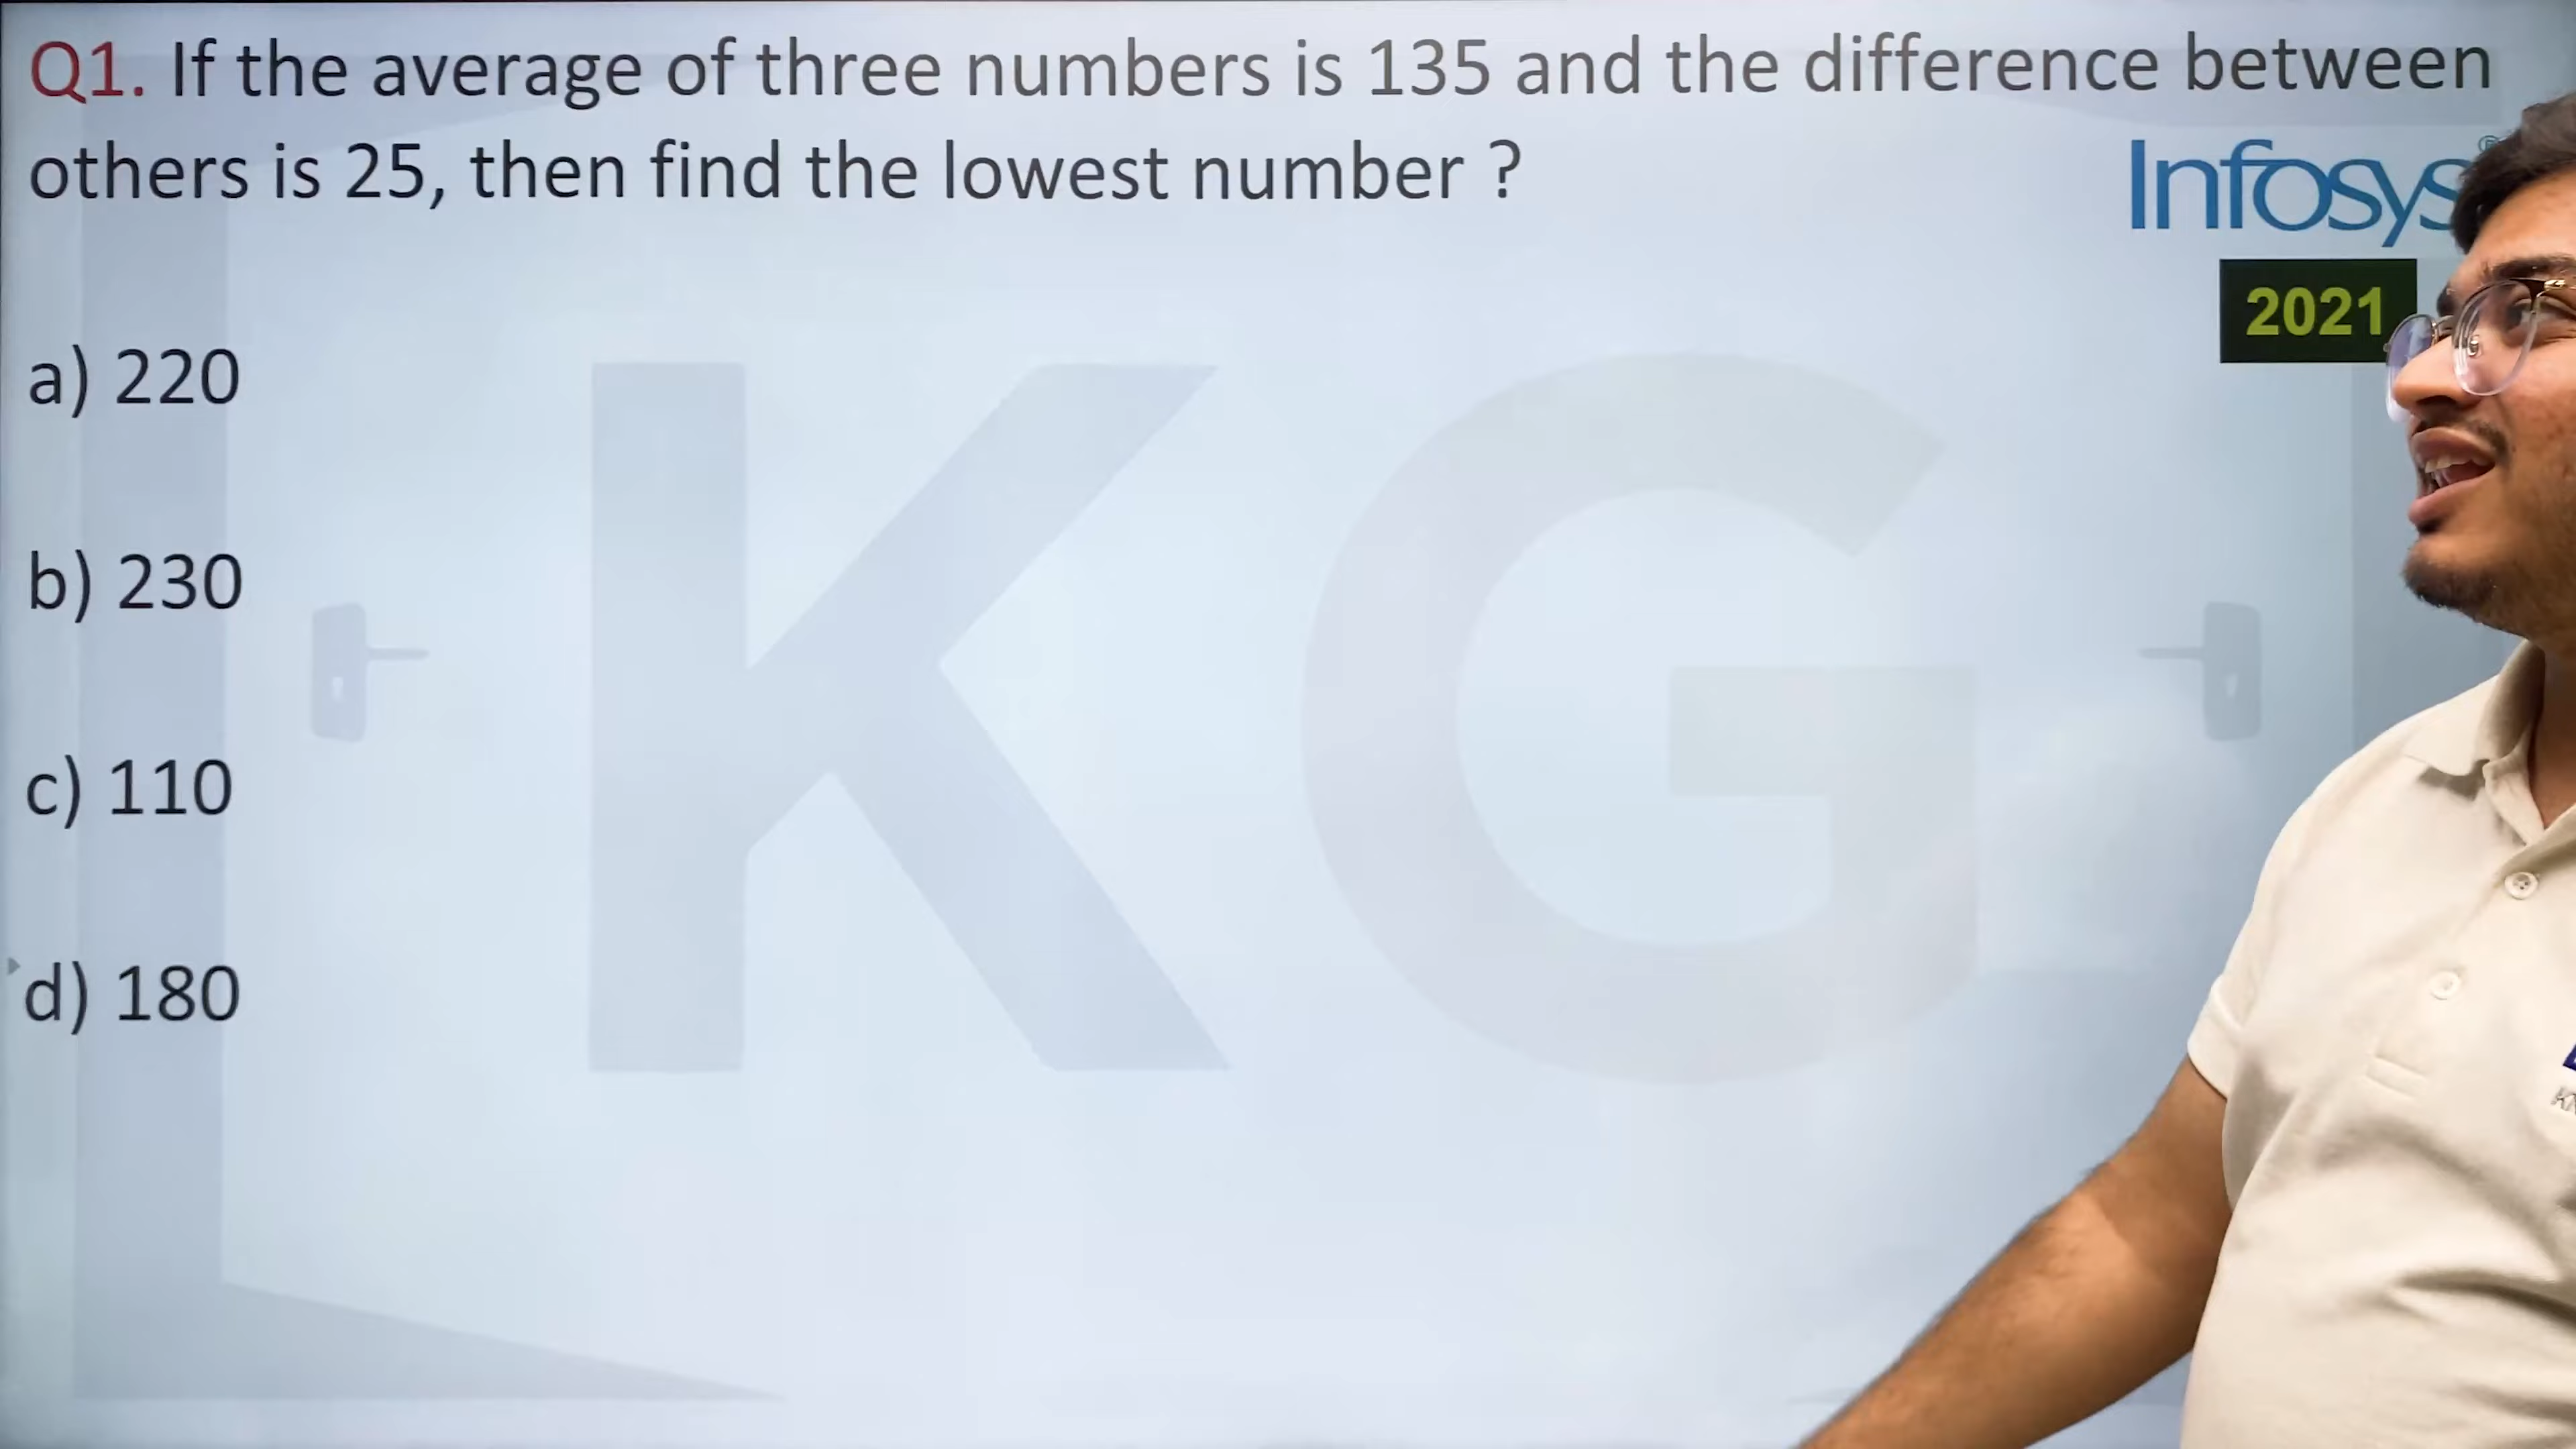 Q1. If the average of three numbers is 135 and the difference between
others is 25, then find the lowest number ?
Infosys
2021
a) 220
b) 230
KG
c) 110
d) 180